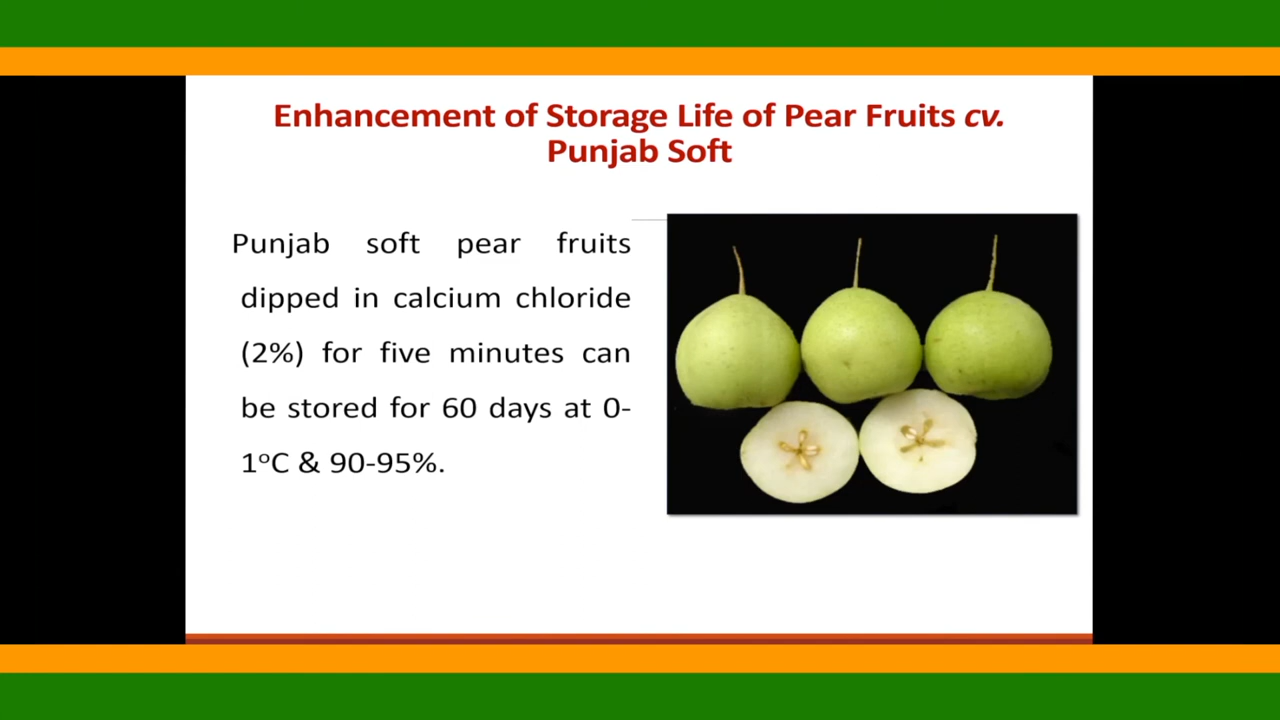 Enhancement of Storage Life of Pear Fruits cv.
Punjab Soft
Punjab soft pear fruits
dipped in calcium chloride
(2%) for five minutes can
be stored for 60 days at 0-
1°C & 90-95%.